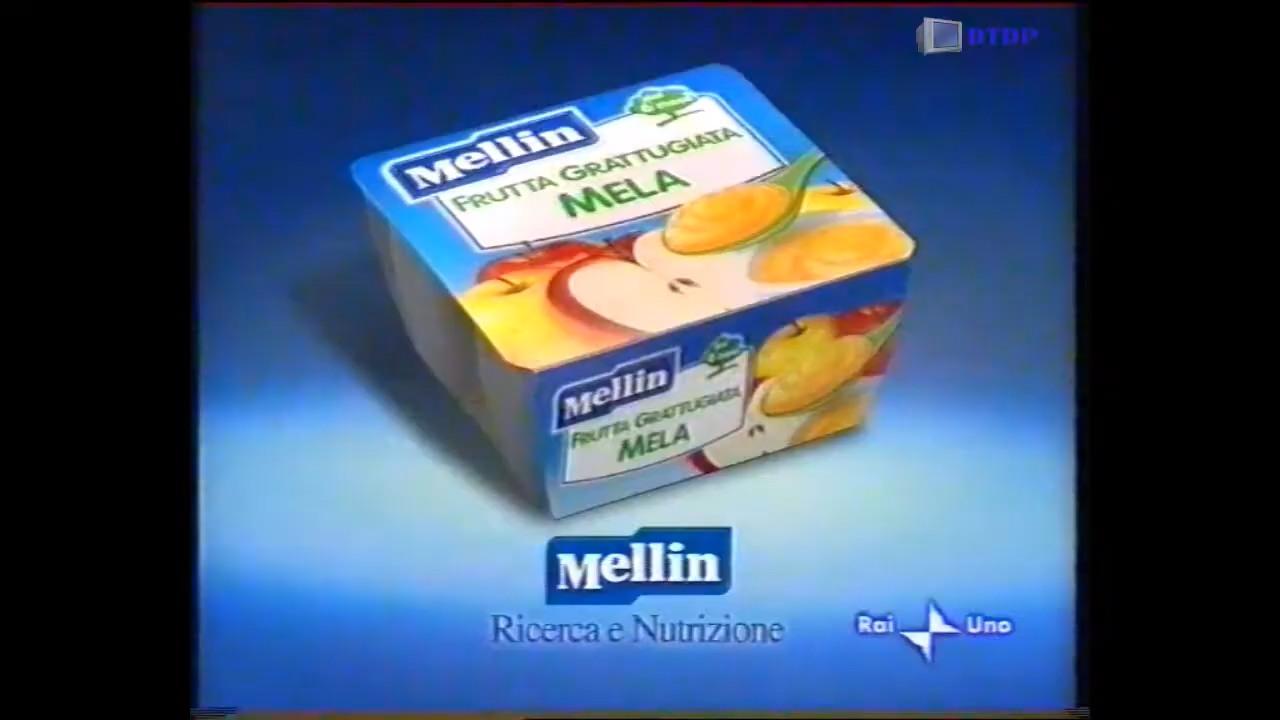 DTDP
Mellin
FRUTTA GRATTUGIATA
MELA
Mellin
FRUTTA GRATTUGIATA
MELA
Mellin
Ricerca e Nutrizione
Rai Uno